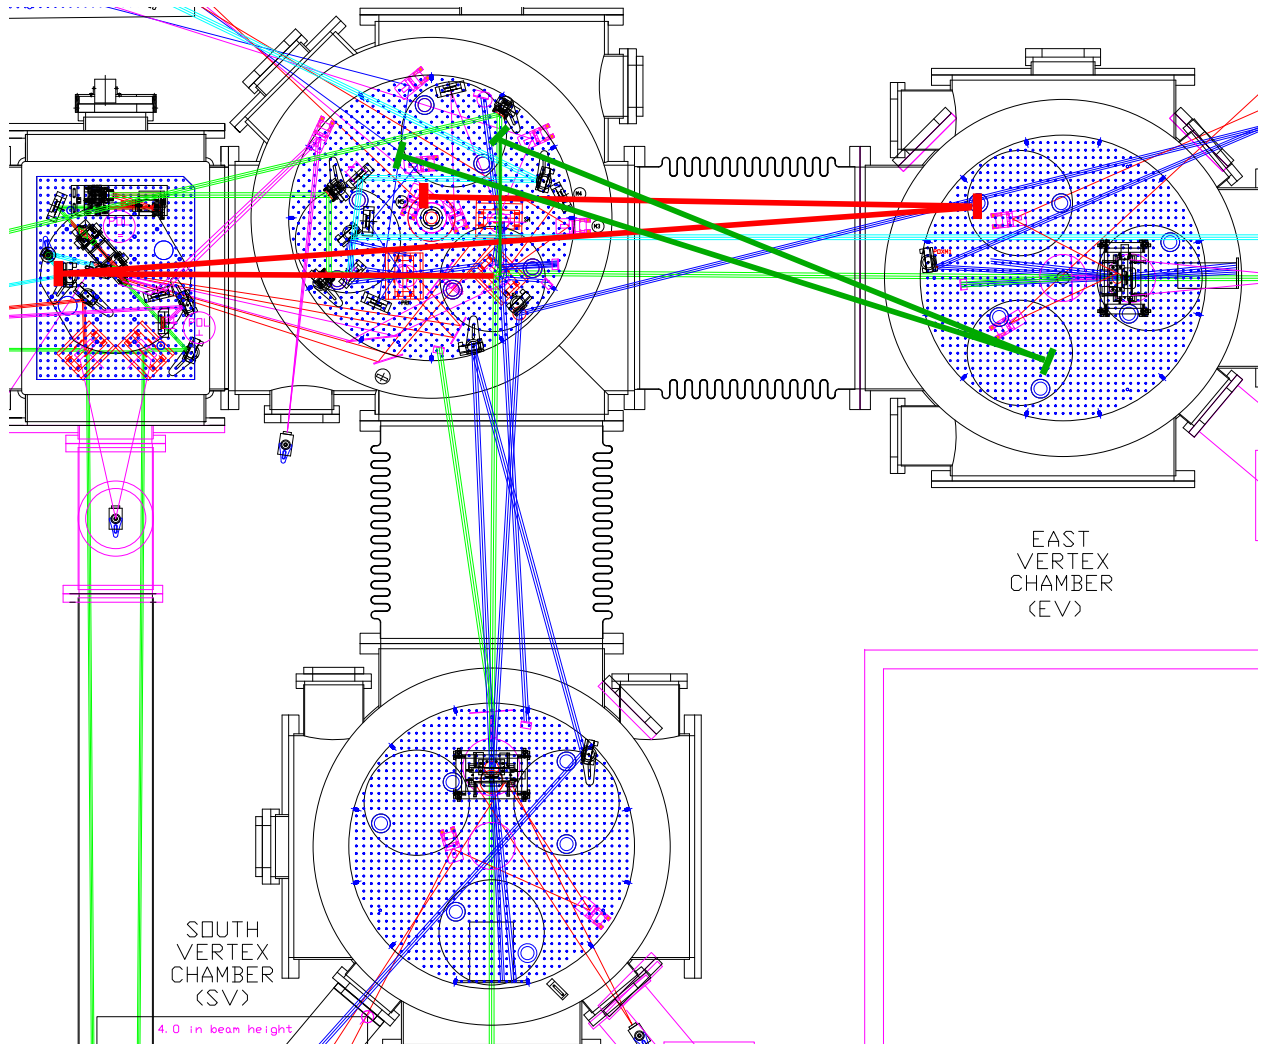 EAST
VERTEX
CHAMBER
(EV)
SOUTH
VERTEX
CHAMBER
(SV)
4.0 in beam height